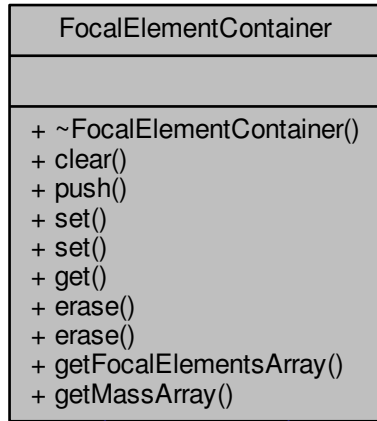 FocalElementContainer
+ ~FocalElementContainer()
+ clear()
+ push()
+ set()
+ set()
+ get()
+ erase()
+ erase()
+ getFocalElementsArray()
+ getMassArray()